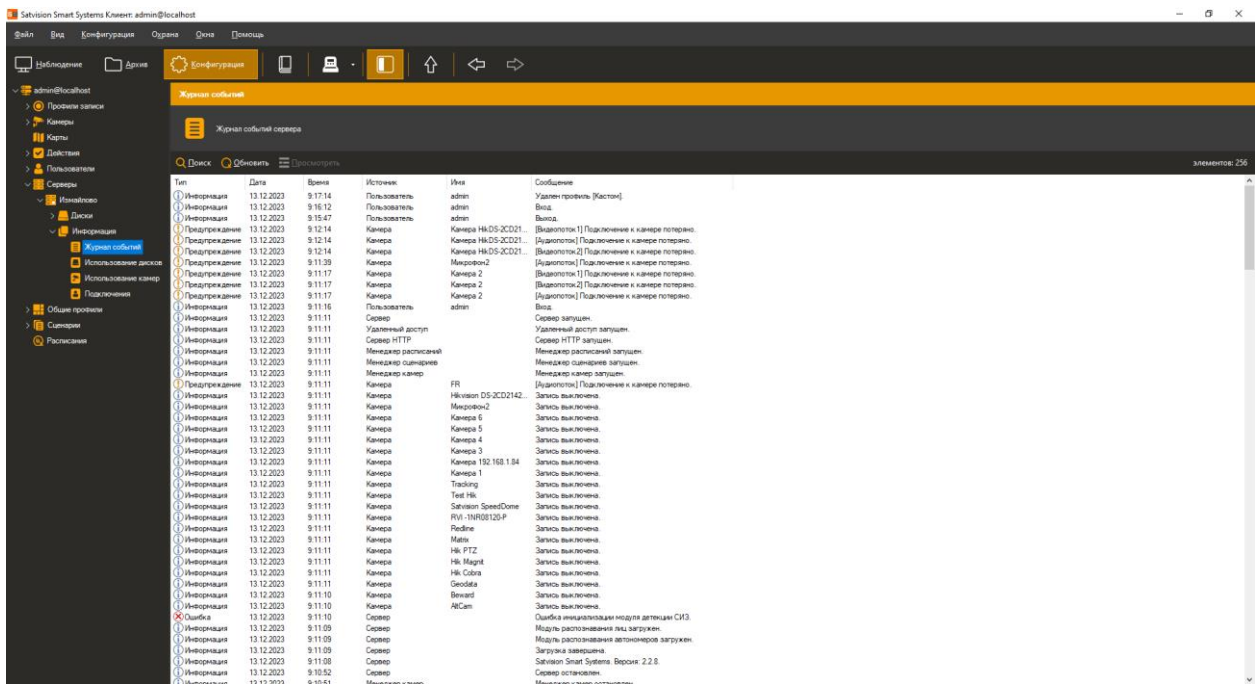 Satvision Smart Systems Клиент: admin@localhost
Файл Вид Конфигурация Охрана Окна Помощь
Наблюдение Архив Конфигурация
admin@localhost
Профили записи
Камеры
Карты
Действия
Пользователи
Серверы
Измайлово
Диски
Информация
Журнал событий
Использование дисков
Использование камер
Подключения
Общие профили
Сценарии
Расписания
Журнал событий
Журнал событий сервера
Поиск Обновить Просмотреть элементов: 256
Тип Дата Время Источник Имя Сообщение
Информация 13.12.2023 9:17:14 Пользователь admin Удален профиль [Кастом].
Информация 13.12.2023 9:16:12 Пользователь admin Вход.
Информация 13.12.2023 9:15:47 Пользователь admin Выход.
Предупреждение 13.12.2023 9:12:14 Камера Камера HikDS-2CD21... [Видеопоток1] Подключение к камере потеряно.
Предупреждение 13.12.2023 9:12:14 Камера Камера HikDS-2CD21... [Аудиопоток] Подключение к камере потеряно.
Предупреждение 13.12.2023 9:12:14 Камера Камера HikDS-2CD21... [Видеопоток2] Подключение к камере потеряно.
Предупреждение 13.12.2023 9:11:39 Камера Микрофон2 [Аудиопоток] Подключение к камере потеряно.
Предупреждение 13.12.2023 9:11:17 Камера Камера 2 [Видеопоток1] Подключение к камере потеряно.
Предупреждение 13.12.2023 9:11:17 Камера Камера 2 [Видеопоток2] Подключение к камере потеряно.
Предупреждение 13.12.2023 9:11:17 Камера Камера 2 [Аудиопоток] Подключение к камере потеряно.
Информация 13.12.2023 9:11:16 Пользователь admin Вход.
Информация 13.12.2023 9:11:11 Сервер Сервер запущен.
Информация 13.12.2023 9:11:11 Удаленный доступ Удаленный доступ запущен.
Информация 13.12.2023 9:11:11 Сервер HTTP Сервер HTTP запущен.
Информация 13.12.2023 9:11:11 Менеджер расписаний Менеджер расписаний запущен.
Информация 13.12.2023 9:11:11 Менеджер сценариев Менеджер сценариев запущен.
Информация 13.12.2023 9:11:11 Менеджер камер Менеджер камер запущен.
Предупреждение 13.12.2023 9:11:11 Камера FR [Аудиопоток] Подключение к камере потеряно.
Информация 13.12.2023 9:11:11 Камера Hikvision DS-2CD2142... Запись выключена.
Информация 13.12.2023 9:11:11 Камера Микрофон2 Запись выключена.
Информация 13.12.2023 9:11:11 Камера Камера 6 Запись выключена.
Информация 13.12.2023 9:11:11 Камера Камера 5 Запись выключена.
Информация 13.12.2023 9:11:11 Камера Камера 4 Запись выключена.
Информация 13.12.2023 9:11:11 Камера Камера 3 Запись выключена.
Информация 13.12.2023 9:11:11 Камера Камера 192.168.1.84 Запись выключена.
Информация 13.12.2023 9:11:11 Камера Камера 1 Запись выключена.
Информация 13.12.2023 9:11:11 Камера Tracking Запись выключена.
Информация 13.12.2023 9:11:11 Камера Test Hik Запись выключена.
Информация 13.12.2023 9:11:11 Камера Satvision SpeedDome Запись выключена.
Информация 13.12.2023 9:11:11 Камера RVI -1NR08120-P Запись выключена.
Информация 13.12.2023 9:11:11 Камера Redline Запись выключена.
Информация 13.12.2023 9:11:11 Камера Matrix Запись выключена.
Информация 13.12.2023 9:11:11 Камера Hik PTZ Запись выключена.
Информация 13.12.2023 9:11:11 Камера Hik Magnit Запись выключена.
Информация 13.12.2023 9:11:11 Камера Hik Cobra Запись выключена.
Информация 13.12.2023 9:11:11 Камера Geodata Запись выключена.
Информация 13.12.2023 9:11:10 Камера Beward Запись выключена.
Информация 13.12.2023 9:11:10 Камера AltCam Запись выключена.
Ошибка 13.12.2023 9:11:10 Сервер Ошибка инициализации модуля детекции СИЗ.
Информация 13.12.2023 9:11:09 Сервер Модуль распознавания лиц загружен.
Информация 13.12.2023 9:11:09 Сервер Модуль распознавания автономеров загружен.
Информация 13.12.2023 9:11:09 Сервер Загрузка завершена.
Информация 13.12.2023 9:11:08 Сервер Satvision Smart Systems. Версия: 2.2.8.
Информация 13.12.2023 9:10:52 Сервер Сервер остановлен.
Информация 13.12.2023 9:10:51 Менеджер камер Менеджер камер остановлен.